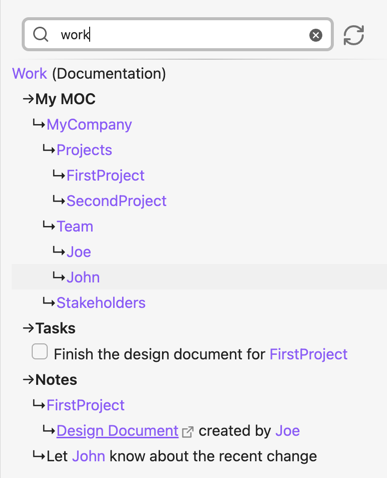 work
Work (Documentation)
→My MOC
↳MyCompany
↳Projects
↳FirstProject
↳SecondProject
↳Team
↳Joe
↳John
↳Stakeholders
→Tasks
Finish the design document for FirstProject
→Notes
↳FirstProject
↳Design Document created by Joe
↳Let John know about the recent change